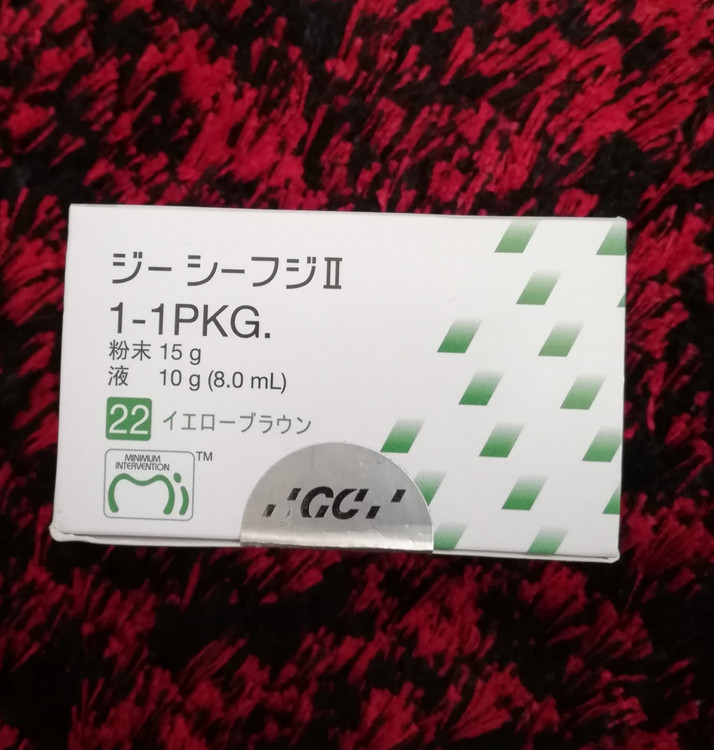 ジーシーフジⅡ
1-1PKG.
粉末 15 g
液 10 g (8.0 mL)
22 イエローブラウン
MINIMUM
INTERVENTION
Mi
TM
GC